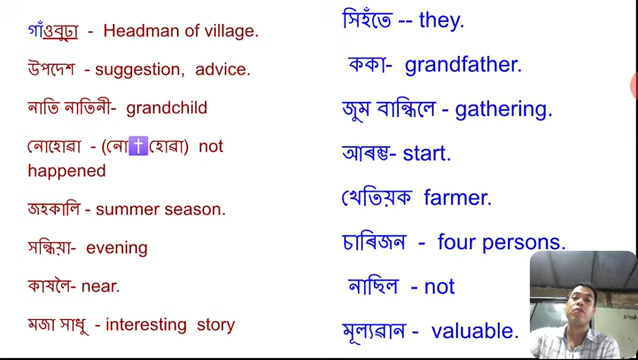 গাঁওবুঢ়া - Headman of village.
উপদেশ - suggestion, advice.
নাতি নাতিনী- grandchild
নোহোৱা - (নো✝হোৱা) not
happened
জহকালি - summer season.
সন্ধিয়া- evening
কাষলৈ- near.
মজা সাধু - interesting story
সিহঁতে -- they.
ককা- grandfather.
জুম বান্ধিলে - gathering.
আৰম্ভ- start.
খেতিয়ক farmer.
চাৰিজন - four persons.
নাছিল - not
মূল্যৱান - valuable.